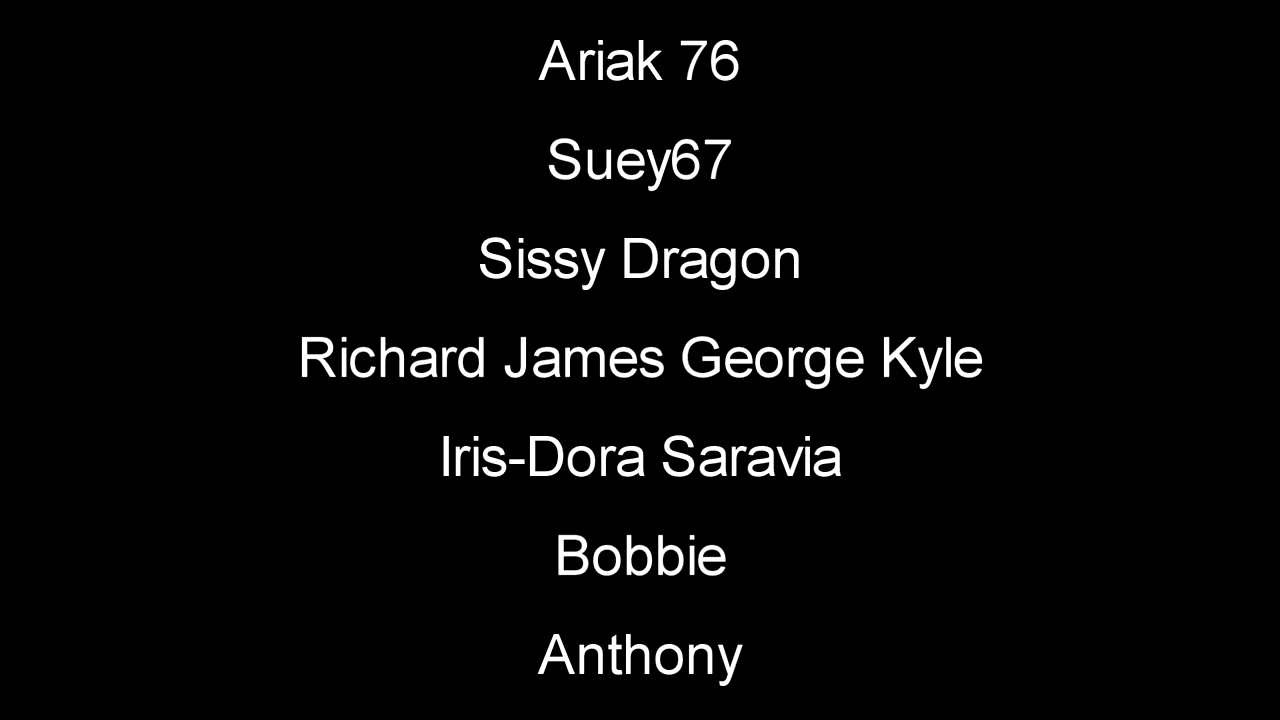 Ariak 76
Suey67
Sissy Dragon
Richard James George Kyle
Iris-Dora Saravia
Bobbie
Anthony